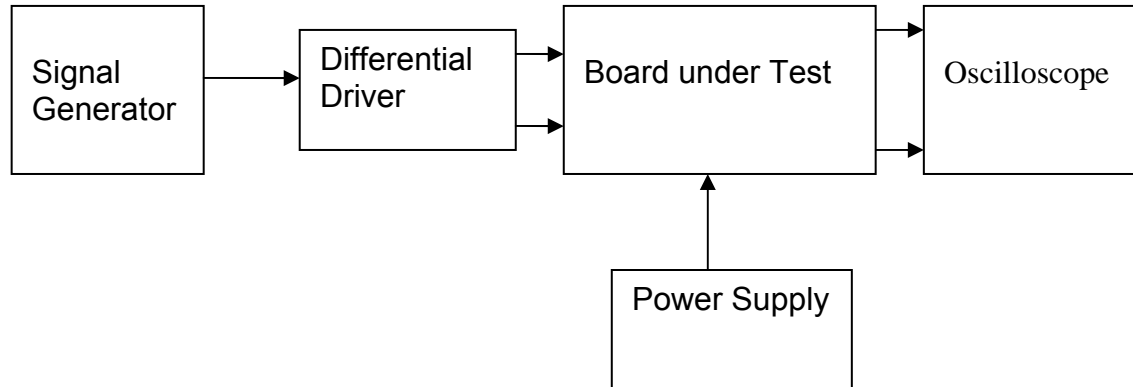 Signal
Generator
Differential
Driver
Board under Test
Oscilloscope
Power Supply